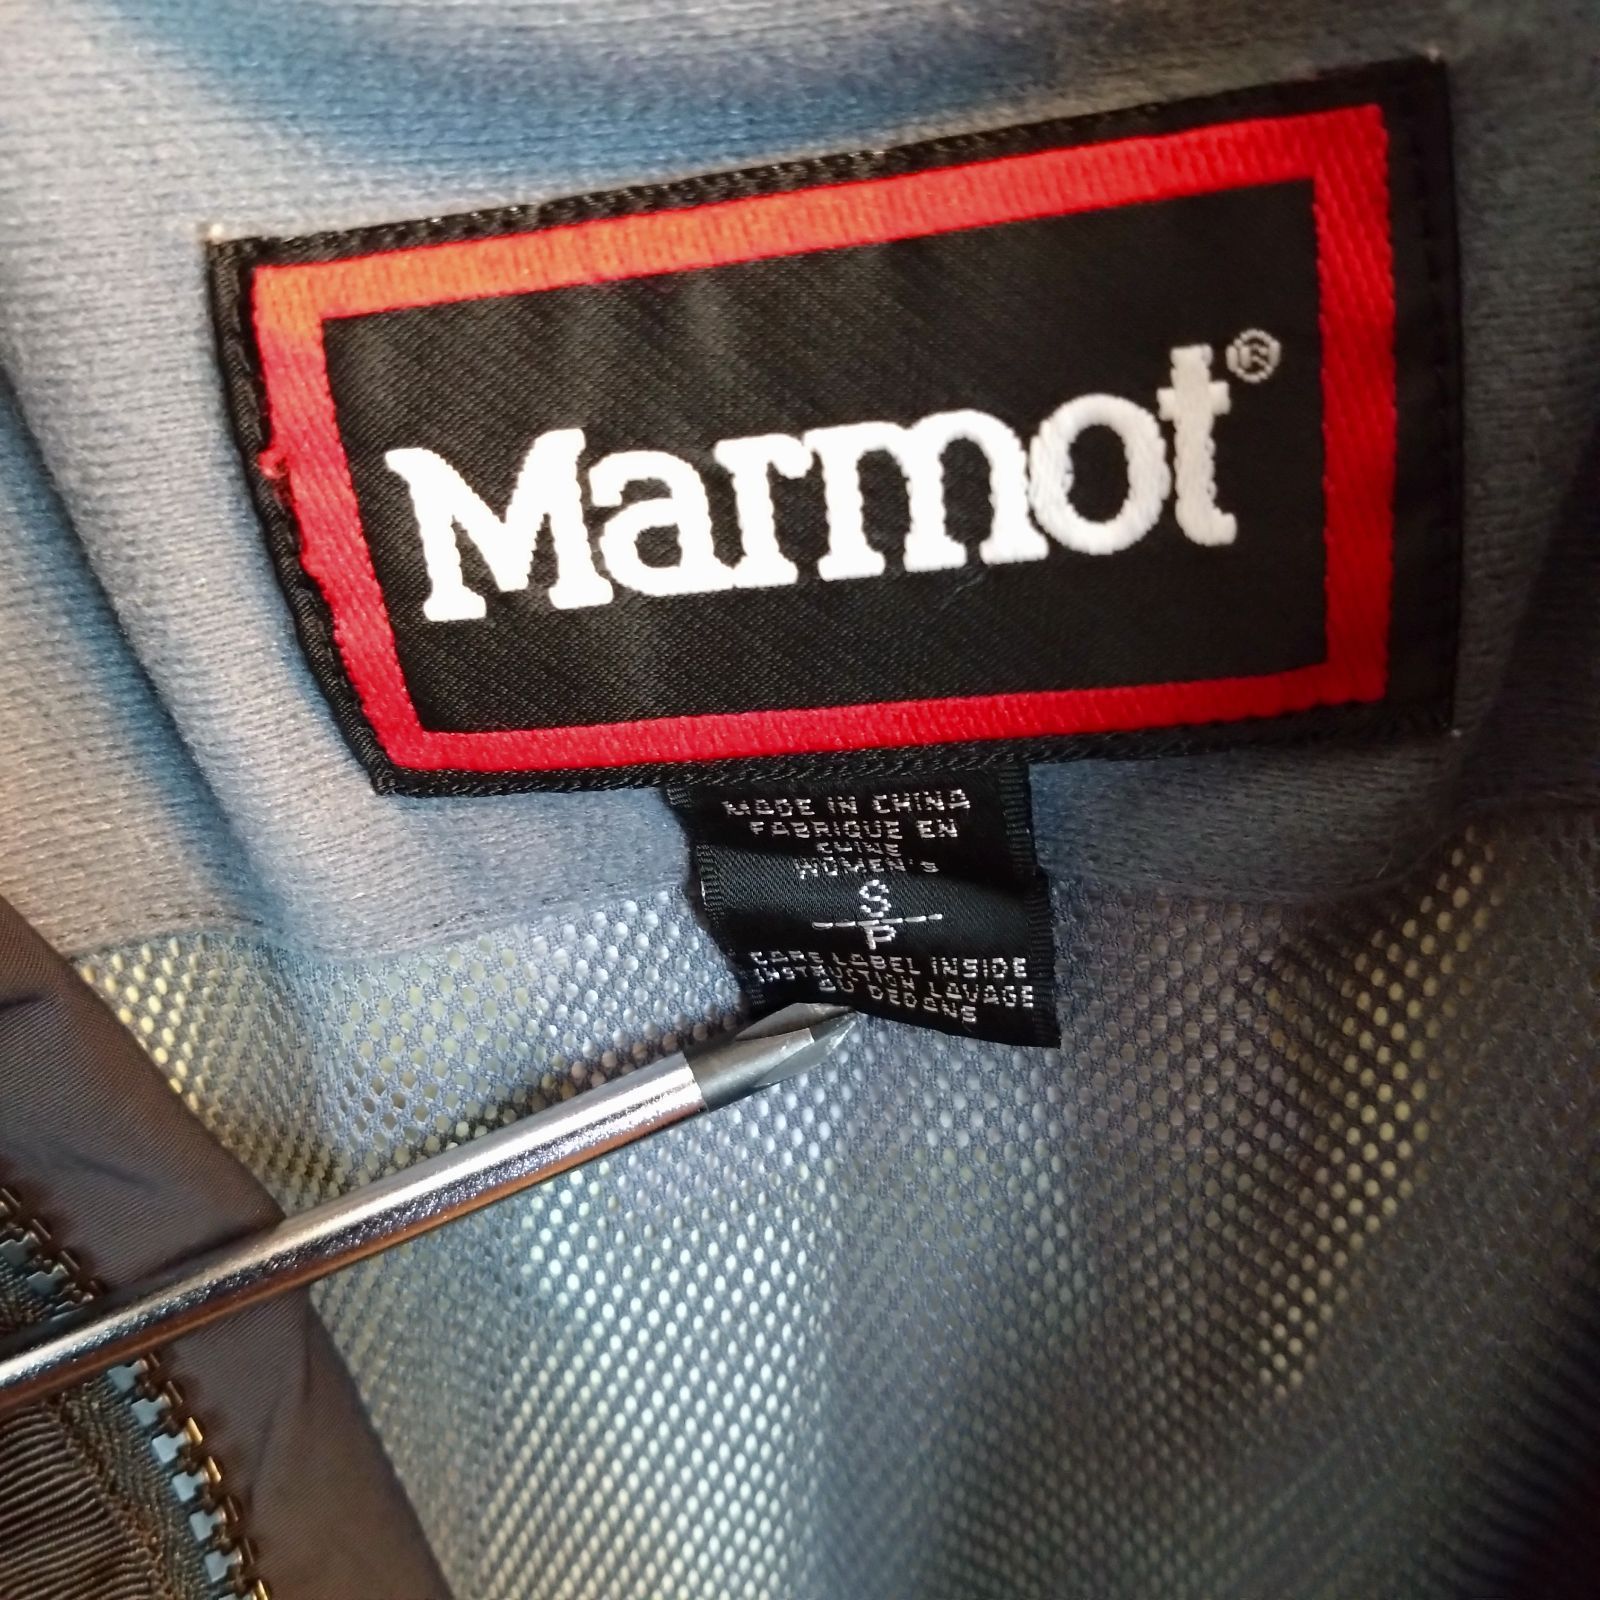 Marmot®
MADE IN CHINA
FABRIQUE EN
CHINE
WOMEN'S
S
P
CARE LABEL INSIDE
INSTRUCTION LAVAGE
AU DEDANS